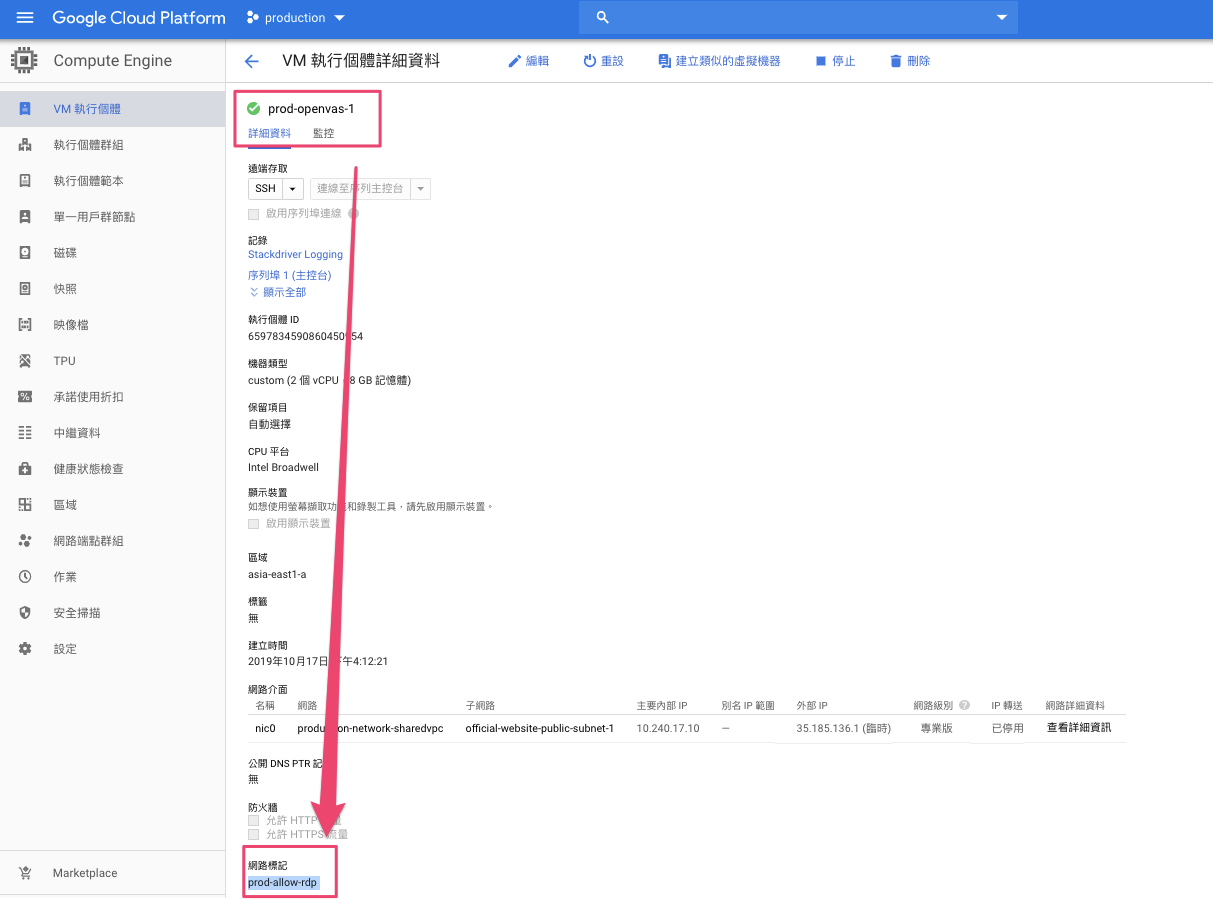 Google Cloud Platform
production
Compute Engine
VM 執行個體詳細資料
編輯
重設
建立類似的虛擬機器
停止
刪除
VM 執行個體
執行個體群組
執行個體範本
單一用戶群節點
磁碟
快照
映像檔
TPU
承諾使用折扣
中繼資料
健康狀態檢查
區域
網路端點群組
作業
安全掃描
設定
Marketplace
prod-openvas-1
詳細資料 監控
遠端存取
SSH 連線至序列主控台
啟用序列埠連線
記錄
Stackdriver Logging
序列埠 1 (主控台)
顯示全部
執行個體 ID
機器類型
custom (2 個 vCPU 8 GB 記憶體)
保留項目
自動選擇
CPU 平台
Intel Broadwell
顯示裝置
如想使用螢幕擷取功能和錄製工具，請先啟用顯示裝置。
啟用顯示裝置
區域
asia-east1-a
標籤
無
建立時間
2019年10月17日 下午4:12:21
網路介面
名稱 網路 子網路 主要內部 IP 別名 IP 範圍 外部 IP 網路級別 ? IP 轉送 網路詳細資料
nic0 production-network-sharedvpc official-website-public-subnet-1 10.240.17.10 — 35.185.136.1 (臨時) 專業版 已停用 查看詳細資訊
公開 DNS PTR 記
無
防火牆
允許 HTTP 流量
允許 HTTPS 流量
網路標記
prod-allow-rdp